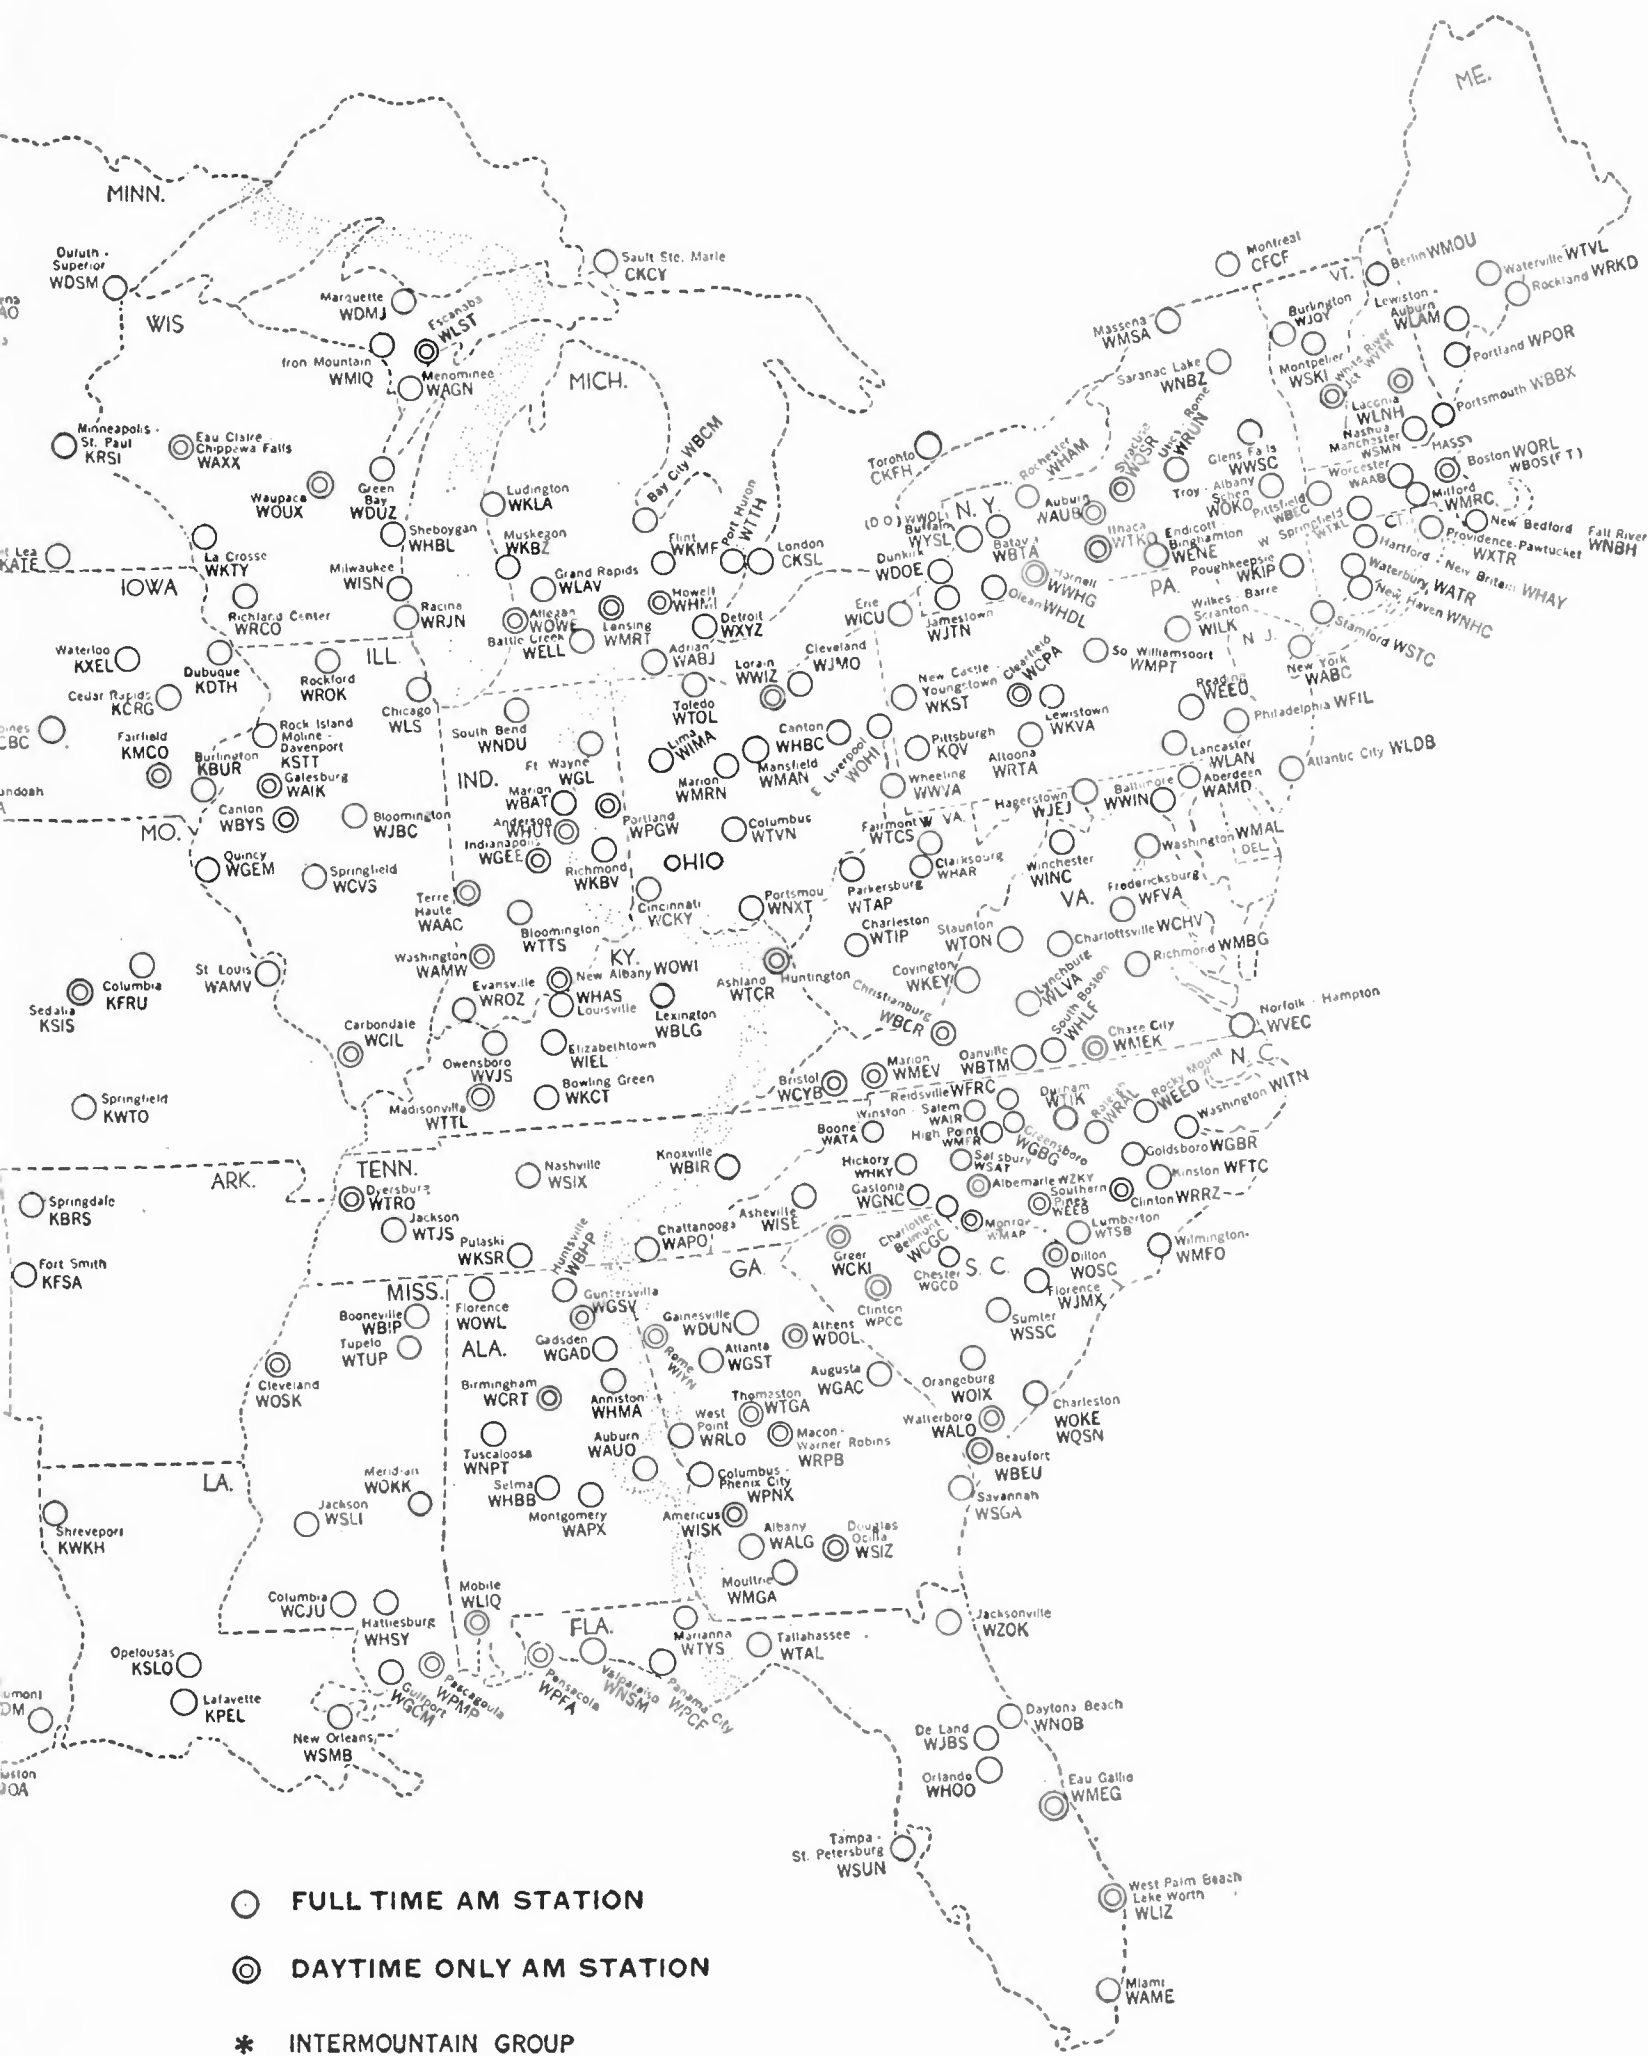 ME.
MINN.
Duluth -
Superior
WDSM
WIS
Marquette
WDMJ
Escanaba
WLST
Iron Mountain
WMIQ
Menominee
WAGN
Sault Ste. Marie
CKCY
MICH.
Montreal
CFCF
VT.
Berlin WMOU
Waterville WTVL
Rockland WRKD
Lewiston -
Auburn
WLAM
Burlington
WJOY
Massena
WMSA
Portland WPOR
Montpelier
WSKI
White River
Jct WVTR
Saranac Lake
WNBZ
Laconia
WLNH
Portsmouth WBBX
Minneapolis -
St. Paul
KRSI
Eau Claire
Chippewa Falls
WAXX
Waupaca
WOUX
Green
Bay
WDUZ
Ludington
WKLA
Bay City WBCM
Port Huron
WTTH
Toronto
CKFH
Rochester
WHAM
Syracuse
WQSR
Utica Rome
WRUN
Glens Falls
WWSC
Nashua
Manchester
WSMN
MASS
Boston WORL
WBOS (FT)
Worcester
WAAB
Milford
WMRC
New Bedford Fall River
WNBH
Providence-Pawtucket
WXTR
Troy - Albany
Schen
WOKO
Pittsfield
WBEC
W Springfield
WTXL
CT.
Hartford - New Britain WHAY
Waterbury WATR
New Haven WNHC
Stamford WSTC
Auburn
WAUB
Ithaca
WTKO
Endicott
Binghamton
WENE
Poughkeepsie
WKIP
N.Y.
(DO) WWOL
Buffalo
WYSL
Batavia
WBTA
Hornell
WWHG
Dunkirk
WDOE
Jamestown
WJTN
Olean WHDL
Erie
WICU
PA.
Wilkes - Barre
Scranton
WILK
N J.
New York
WABC
So Williamsport
WMPT
La Crosse
WKTY
Sheboygan
WHBL
Milwaukee
WISN
Racine
WRJN
Muskegon
WKBZ
Grand Rapids
WLAV
Flint
WKMF
London
CKSL
Howell
WHMI
Lansing
WMRT
Allegan
WOWE
Battle Creek
WELL
Detroit
WXYZ
Adrian
WABJ
KATE
IOWA
Richland Center
WRCO
Waterloo
KXEL
Dubuque
KDTH
Cedar Rapids
KCRG
Rockford
WROK
ILL.
Chicago
WLS
CBC
Fairfield
KMCO
Burlington
KBUR
Rock Island
Moline -
Davenport
KSTT
Galesburg
WAIK
Canton
WBYS
Bloomington
WJBC
MO.
Quincy
WGEM
Springfield
WCVS
South Bend
WNDU
Ft Wayne
WGL
IND.
Marion
WBAT
Portland
WPGW
Anderson
WHUT
Indianapolis
WGEE
Richmond
WKBV
Terre
Haute
WAAC
Bloomington
WTTS
Washington
WAMW
Toledo
WTOL
Lorain
WWIZ
Cleveland
WJMO
Lima
WIMA
Marion
WMRN
Mansfield
WMAN
Canton
WHBC
E Liverpool
WOHI
New Castle -
Youngstown
WKST
Clearfield
WCPA
Lewistown
WKVA
Pittsburgh
KQV
Altoona
WRTA
Reading
WEEU
Philadelphia WFIL
Lancaster
WLAN
Atlantic City WLDB
Wheeling
WWVA
Columbus
WTVN
OHIO
Cincinnati
WCKY
Portsmou
WNXT
Fairmont
WTCS
W VA.
Clarksburg
WHAR
Parkersburg
WTAP
Charleston
WTIP
Hagerstown
WJEJ
Baltimore
WWIN
Aberdeen
WAMD
Washington WMAL
DEL
Winchester
WINC
Fredericksburg
WFVA
VA.
Staunton
WTON
Charlottsville WCHV
Richmond WMBG
Covington
WKEY
Lynchburg
WLVA
South Boston
WHLF
Chase City
WMEK
Norfolk - Hampton
WVEC
Christianburg
WBCR
Danville
WBTM
Marion
WMEV
Bristol
WCYB
Ashland Huntington
WTCR
KY.
New Albany WOWI
WHAS
Louisville
Lexington
WBLG
Evansville
WROZ
Elizabethtown
WIEL
Owensboro
WVJS
Bowling Green
WKCT
Madisonville
WTTL
Columbia
KFRU
Sedalia
KSIS
St Louis
WAMV
Carbondale
WCIL
Springfield
KWTO
ARK.
Springdale
KBRS
Fort Smith
KFSA
TENN.
Dyersburg
WTRO
Jackson
WTJS
Nashville
WSIX
Pulaski
WKSR
Knoxville
WBIR
Chattanooga
WAPO
N. C.
Reidsville WFRC
Winston - Salem
WAIR
High Point
WMFR
Greensboro
WGBG
Durham
WTIK
Raleigh
WRAL
Rocky Mount
WEED
Washington WITN
Boone
WATA
Hickory
WHKY
Salisbury
WSAT
Goldsboro WGBR
Kinston WFTC
Albemarle WZKY
Southern
Pines
WEEB
Clinton WRRZ
Gastonia
WGNC
Asheville
WISE
Charlotte
Belmont
WCGC
Monroe
WMAP
Lumberton
WTSB
Wilmington
WMFO
Greer
WCKI
Clinton
WPCC
Chester
WGCD
S. C.
Dillon
WOSC
Florence
WJMX
Sumter
WSSC
Orangeburg
WOIX
Charleston
WOKE
WQSN
Walterboro
WALO
Beaufort
WBEU
Savannah
WSGA
MISS.
Booneville
WBIP
Tupelo
WTUP
Cleveland
WOSK
Florence
WOWL
ALA.
Huntsville
WBHP
Guntersville
WGSV
Gadsden
WGAD
Birmingham
WCRT
Anniston
WHMA
Tuscaloosa
WNPT
Auburn
WAUO
Selma
WHBB
Montgomery
WAPX
GA.
Gainesville
WDUN
Rome
WIYN
Athens
WDOL
Atlanta
WGST
Augusta
WGAC
Thomaston
WTGA
West
Point
WRLO
Macon -
Warner Robins
WRPB
Columbus -
Phenix City
WPNX
Americus
WISK
Albany
WALG
Douglas
Ocilla
WSIZ
Moultrie
WMGA
LA.
Shreveport
KWKH
Meridian
WOKK
Jackson
WSLI
Columbia
WCJU
Hattiesburg
WHSY
Mobile
WLIQ
Opelousas
KSLO
Lafayette
KPEL
New Orleans
WSMB
Gulfport
WGCM
Pascagoula
WPMP
Pensacola
WPFA
FLA.
Valparaiso
WNSM
Marianna
WTYS
Panama City
WPCF
Tallahassee
WTAL
Jacksonville
WZOK
Daytona Beach
WNOB
De Land
WJBS
Orlando
WHOO
Eau Gallie
WMEG
Tampa -
St. Petersburg
WSUN
West Palm Beach
Lake Worth
WLIZ
Miami
WAME
FULL TIME AM STATION
DAYTIME ONLY AM STATION
* INTERMOUNTAIN GROUP